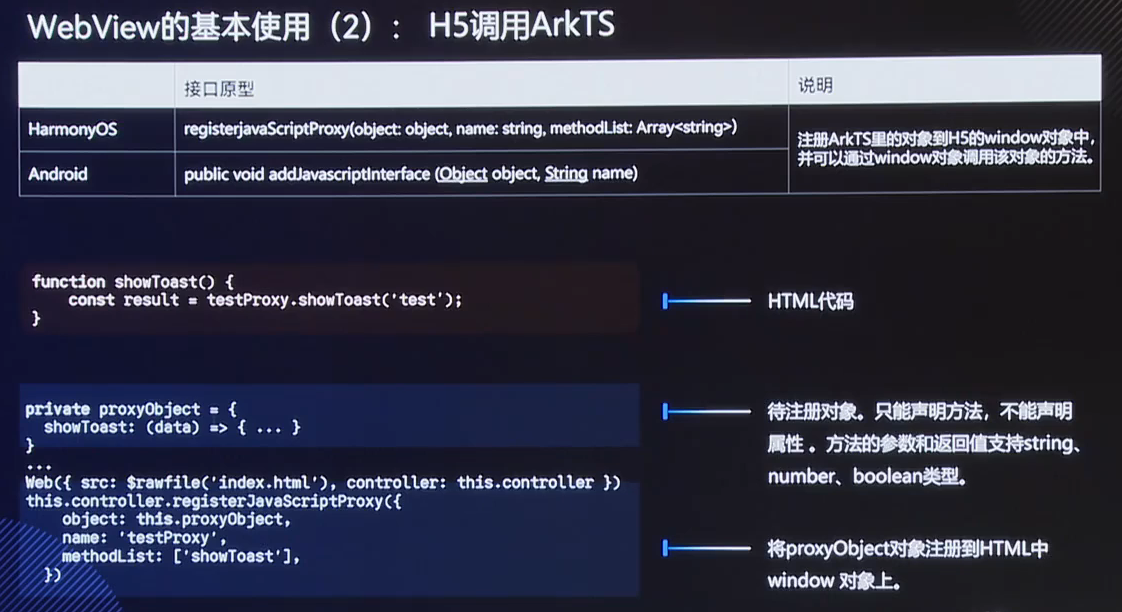 WebView的基本使用（2）： H5调用ArkTS
接口原型
说明
HarmonyOS
registerjavaScriptProxy(object: object, name: string, methodList: Array<string>)
注册ArkTS里的对象到H5的window对象中，
并可以通过window对象调用该对象的方法。
Android
public void addJavascriptInterface (Object object, String name)
function showToast() {
const result = testProxy.showToast('test');
}
HTML代码
private proxyObject = {
showToast: (data) => { ... }
}
...
待注册对象。只能声明方法，不能声明
属性 。方法的参数和返回值支持string、
number、boolean类型。
Web({ src: $rawfile('index.html'), controller: this.controller })
this.controller.registerJavaScriptProxy({
object: this.proxyObject,
name: 'testProxy',
methodList: ['showToast'],
})
将proxyObject对象注册到HTML中
window 对象上。